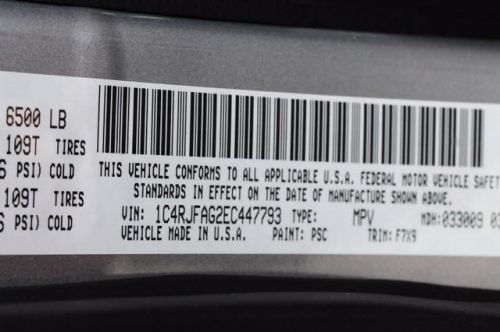 6500 LB
109T TIRES
PSI) COLD
109T TIRES
PSI) COLD
THIS VEHICLE CONFORMS TO ALL APPLICABLE U.S.A. FEDERAL MOTOR VEHICLE SAFET
STANDARDS IN EFFECT ON THE DATE OF MANUFACTURE SHOWN ABOVE.
VIN: 1C4RJFAG2EC447793 TYPE: MPV MDH:033009 03
VEHICLE MADE IN U.S.A. PAINT: PSC TRIM: F7X9